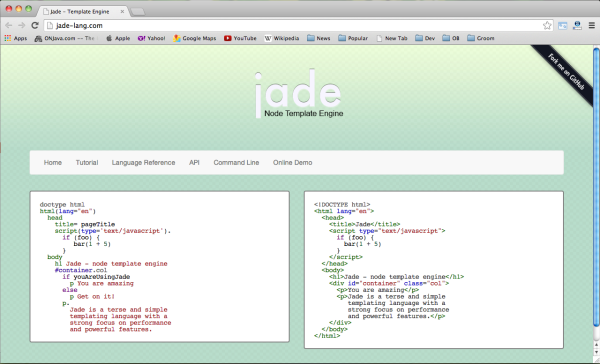 Jade - Template Engine
jade-lang.com
Apps ONJava.com -- The Apple Yahoo! Google Maps YouTube Wikipedia News Popular New Tab Dev OB Groom
Fork me on GitHub
jade
Node Template Engine
Home Tutorial Language Reference API Command Line Online Demo
doctype html
html(lang="en")
head
title= pageTitle
script(type='text/javascript').
if (foo) {
bar(1 + 5)
}
body
h1 Jade - node template engine
#container.col
if youAreUsingJade
p You are amazing
else
p Get on it!
p.
Jade is a terse and simple
templating language with a
strong focus on performance
and powerful features.
<!DOCTYPE html>
<html lang="en">
<head>
<title>Jade</title>
<script type="text/javascript">
if (foo) {
bar(1 + 5)
}
</script>
</head>
<body>
<h1>Jade - node template engine</h1>
<div id="container" class="col">
<p>You are amazing</p>
<p>Jade is a terse and simple
templating language with a
strong focus on performance
and powerful features.</p>
</div>
</body>
</html>